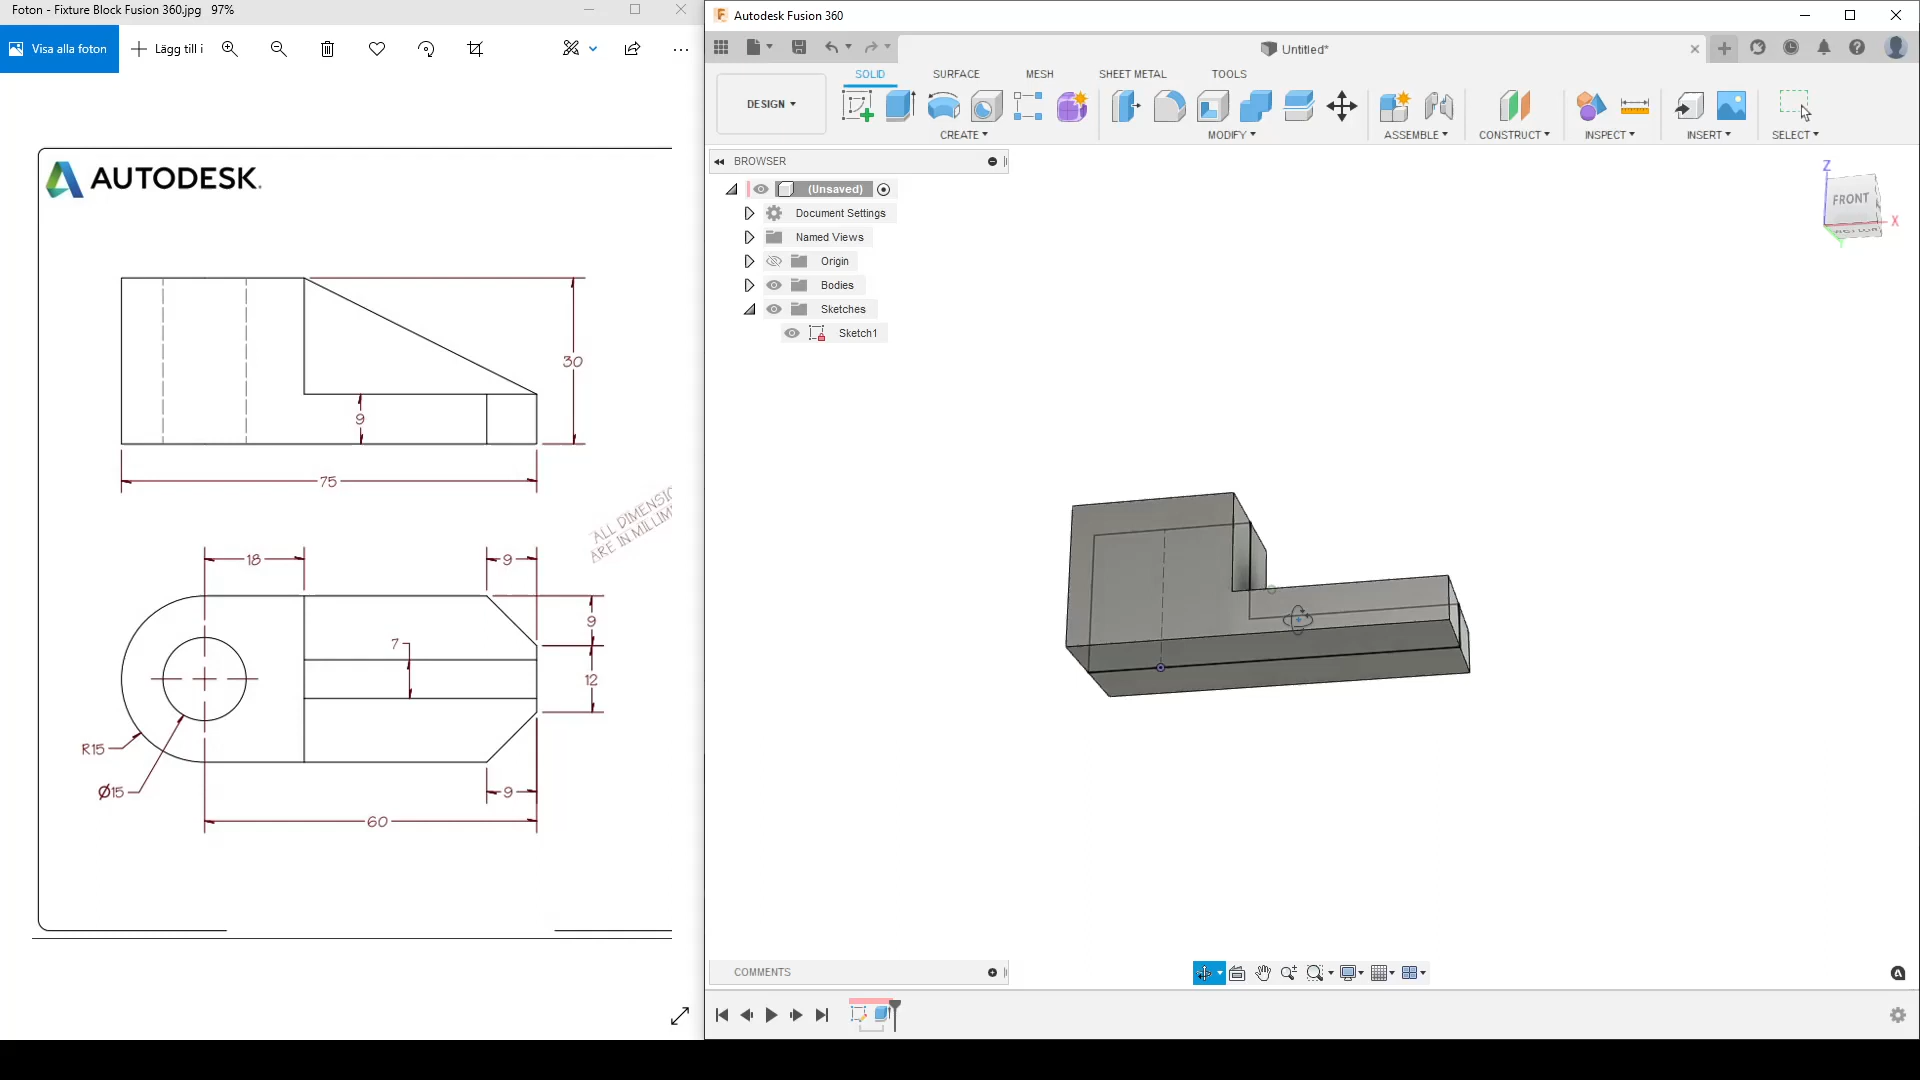 Foton - Fixture Block Fusion 360.jpg 97%
Visa alla foton
Lägg till i
AUTODESK.
30
9
75
"ALL DIMENSIO
ARE IN MILLIM
18
9
9
7
12
R15
Ø15
9
60
Autodesk Fusion 360
Untitled*
DESIGN
SOLID
SURFACE
MESH
SHEET METAL
TOOLS
CREATE
MODIFY
ASSEMBLE
CONSTRUCT
INSPECT
INSERT
SELECT
BROWSER
(Unsaved)
Document Settings
Named Views
Origin
Bodies
Sketches
Sketch1
Z
FRONT
X
COMMENTS